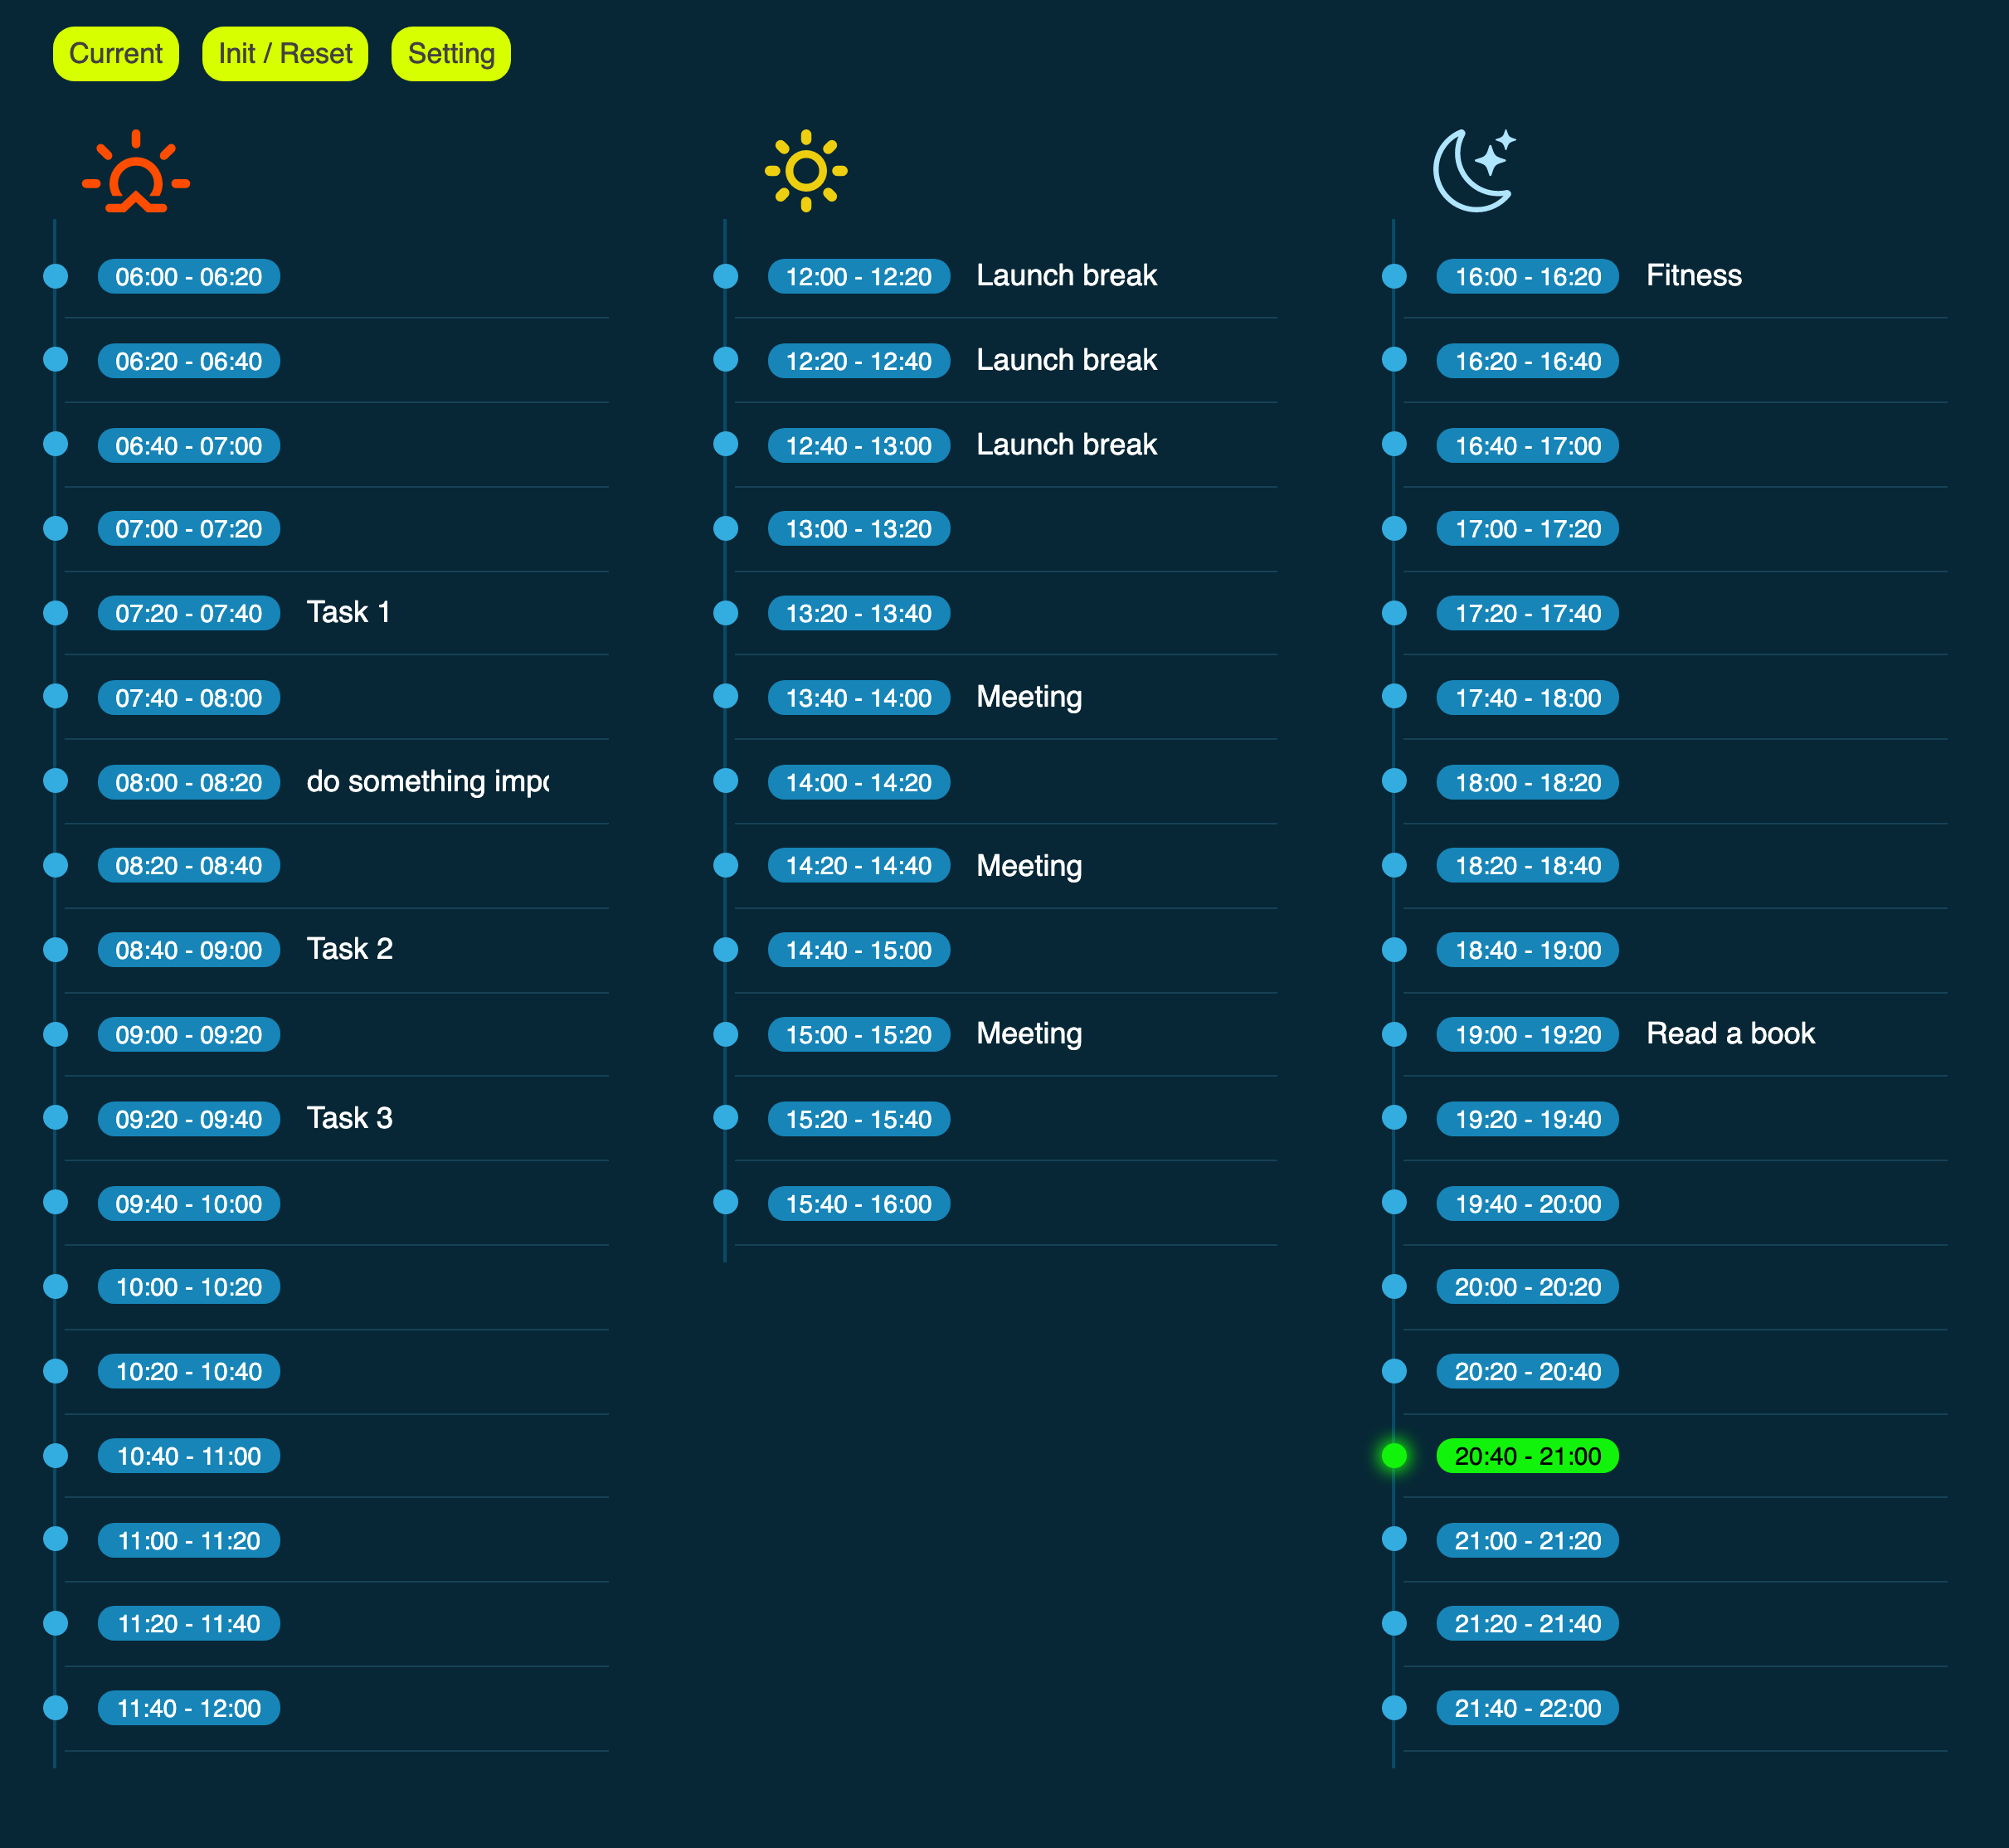 Current
Init / Reset
Setting
06:00 - 06:20
06:20 - 06:40
06:40 - 07:00
07:00 - 07:20
07:20 - 07:40 Task 1
07:40 - 08:00
08:00 - 08:20 do something impo
08:20 - 08:40
08:40 - 09:00 Task 2
09:00 - 09:20
09:20 - 09:40 Task 3
09:40 - 10:00
10:00 - 10:20
10:20 - 10:40
10:40 - 11:00
11:00 - 11:20
11:20 - 11:40
11:40 - 12:00
12:00 - 12:20 Launch break
12:20 - 12:40 Launch break
12:40 - 13:00 Launch break
13:00 - 13:20
13:20 - 13:40
13:40 - 14:00 Meeting
14:00 - 14:20
14:20 - 14:40 Meeting
14:40 - 15:00
15:00 - 15:20 Meeting
15:20 - 15:40
15:40 - 16:00
16:00 - 16:20 Fitness
16:20 - 16:40
16:40 - 17:00
17:00 - 17:20
17:20 - 17:40
17:40 - 18:00
18:00 - 18:20
18:20 - 18:40
18:40 - 19:00
19:00 - 19:20 Read a book
19:20 - 19:40
19:40 - 20:00
20:00 - 20:20
20:20 - 20:40
20:40 - 21:00
21:00 - 21:20
21:20 - 21:40
21:40 - 22:00